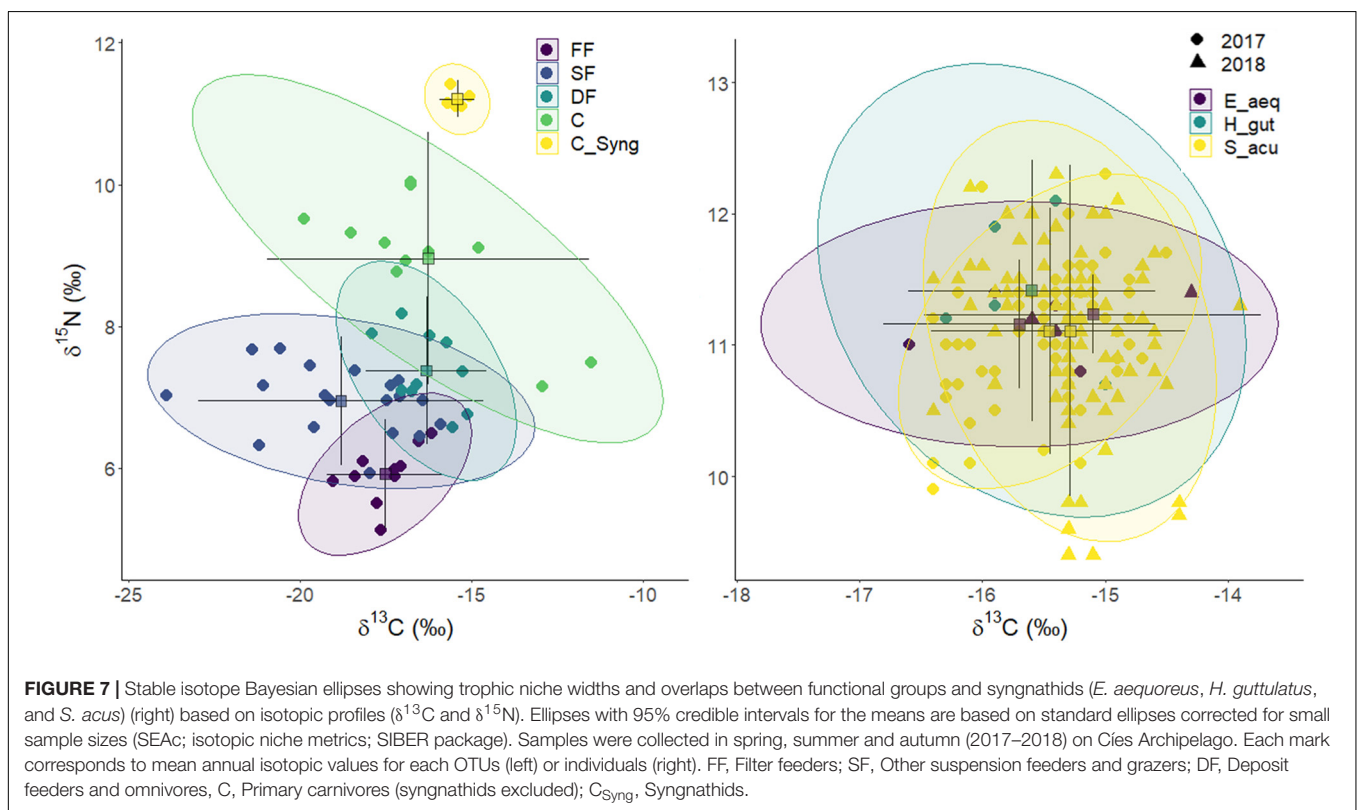 12
10
8
6
δ15N (‰)
-25
-20
-15
-10
δ13C (‰)
FF
SF
DF
C
C_Syng
13
12
11
10
-18
-17
-16
-15
-14
δ13C (‰)
2017
2018
E_aeq
H_gut
S_acu
FIGURE 7 | Stable isotope Bayesian ellipses showing trophic niche widths and overlaps between functional groups and syngnathids (E. aequoreus, H. guttulatus,
and S. acus) (right) based on isotopic profiles (δ13C and δ15N). Ellipses with 95% credible intervals for the means are based on standard ellipses corrected for small
sample sizes (SEAc; isotopic niche metrics; SIBER package). Samples were collected in spring, summer and autumn (2017–2018) on Cíes Archipelago. Each mark
corresponds to mean annual isotopic values for each OTUs (left) or individuals (right). FF, Filter feeders; SF, Other suspension feeders and grazers; DF, Deposit
feeders and omnivores, C, Primary carnivores (syngnathids excluded); CSyng, Syngnathids.